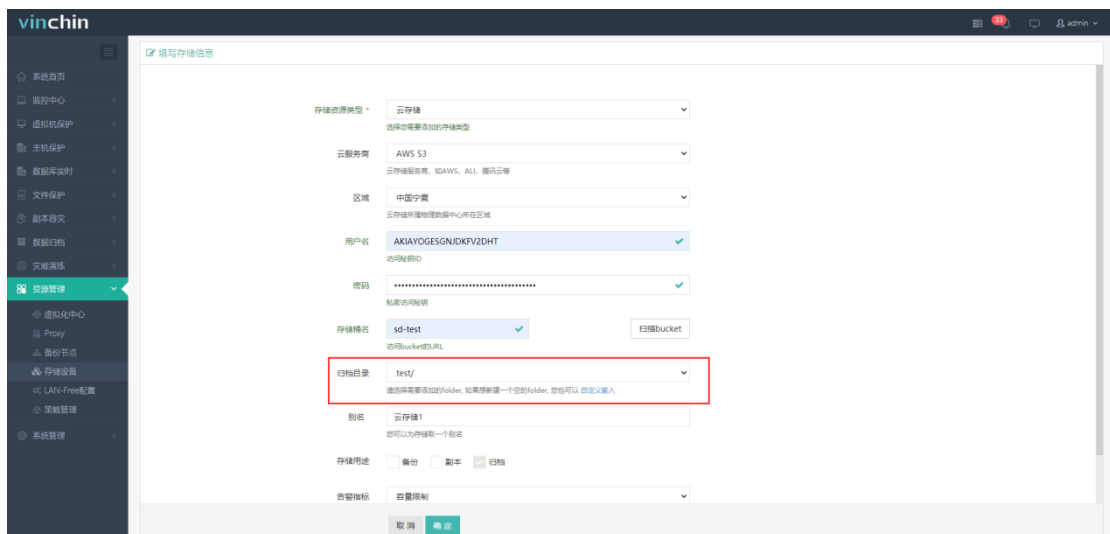 vinchin
33
admin
填写存储信息
系统首页
监控中心
虚拟机保护
主机保护
数据库实时
文件保护
副本容灾
数据归档
灾难演练
资源管理
虚拟化中心
Proxy
备份节点
存储设备
LAN-Free配置
策略管理
系统管理
存储资源类型 *
云存储
选择您需要添加的存储类型
云服务商
AWS S3
云存储服务商，如AWS、ALI、腾讯云等
区域
中国宁夏
云存储所属物理数据中心所在区域
用户名
AKIAYOGESGNJDKFV2DHT
访问秘钥ID
密码
私密访问秘钥
存储桶名
sd-test
扫描bucket
访问bucket的URL
归档目录
test/
请选择需要添加的folder, 如果想新建一个空的folder, 您也可以 自定义输入
别名
云存储1
您可以为存储取一个别名
存储用途
备份 副本 归档
告警指标
容量限制
取消 确定